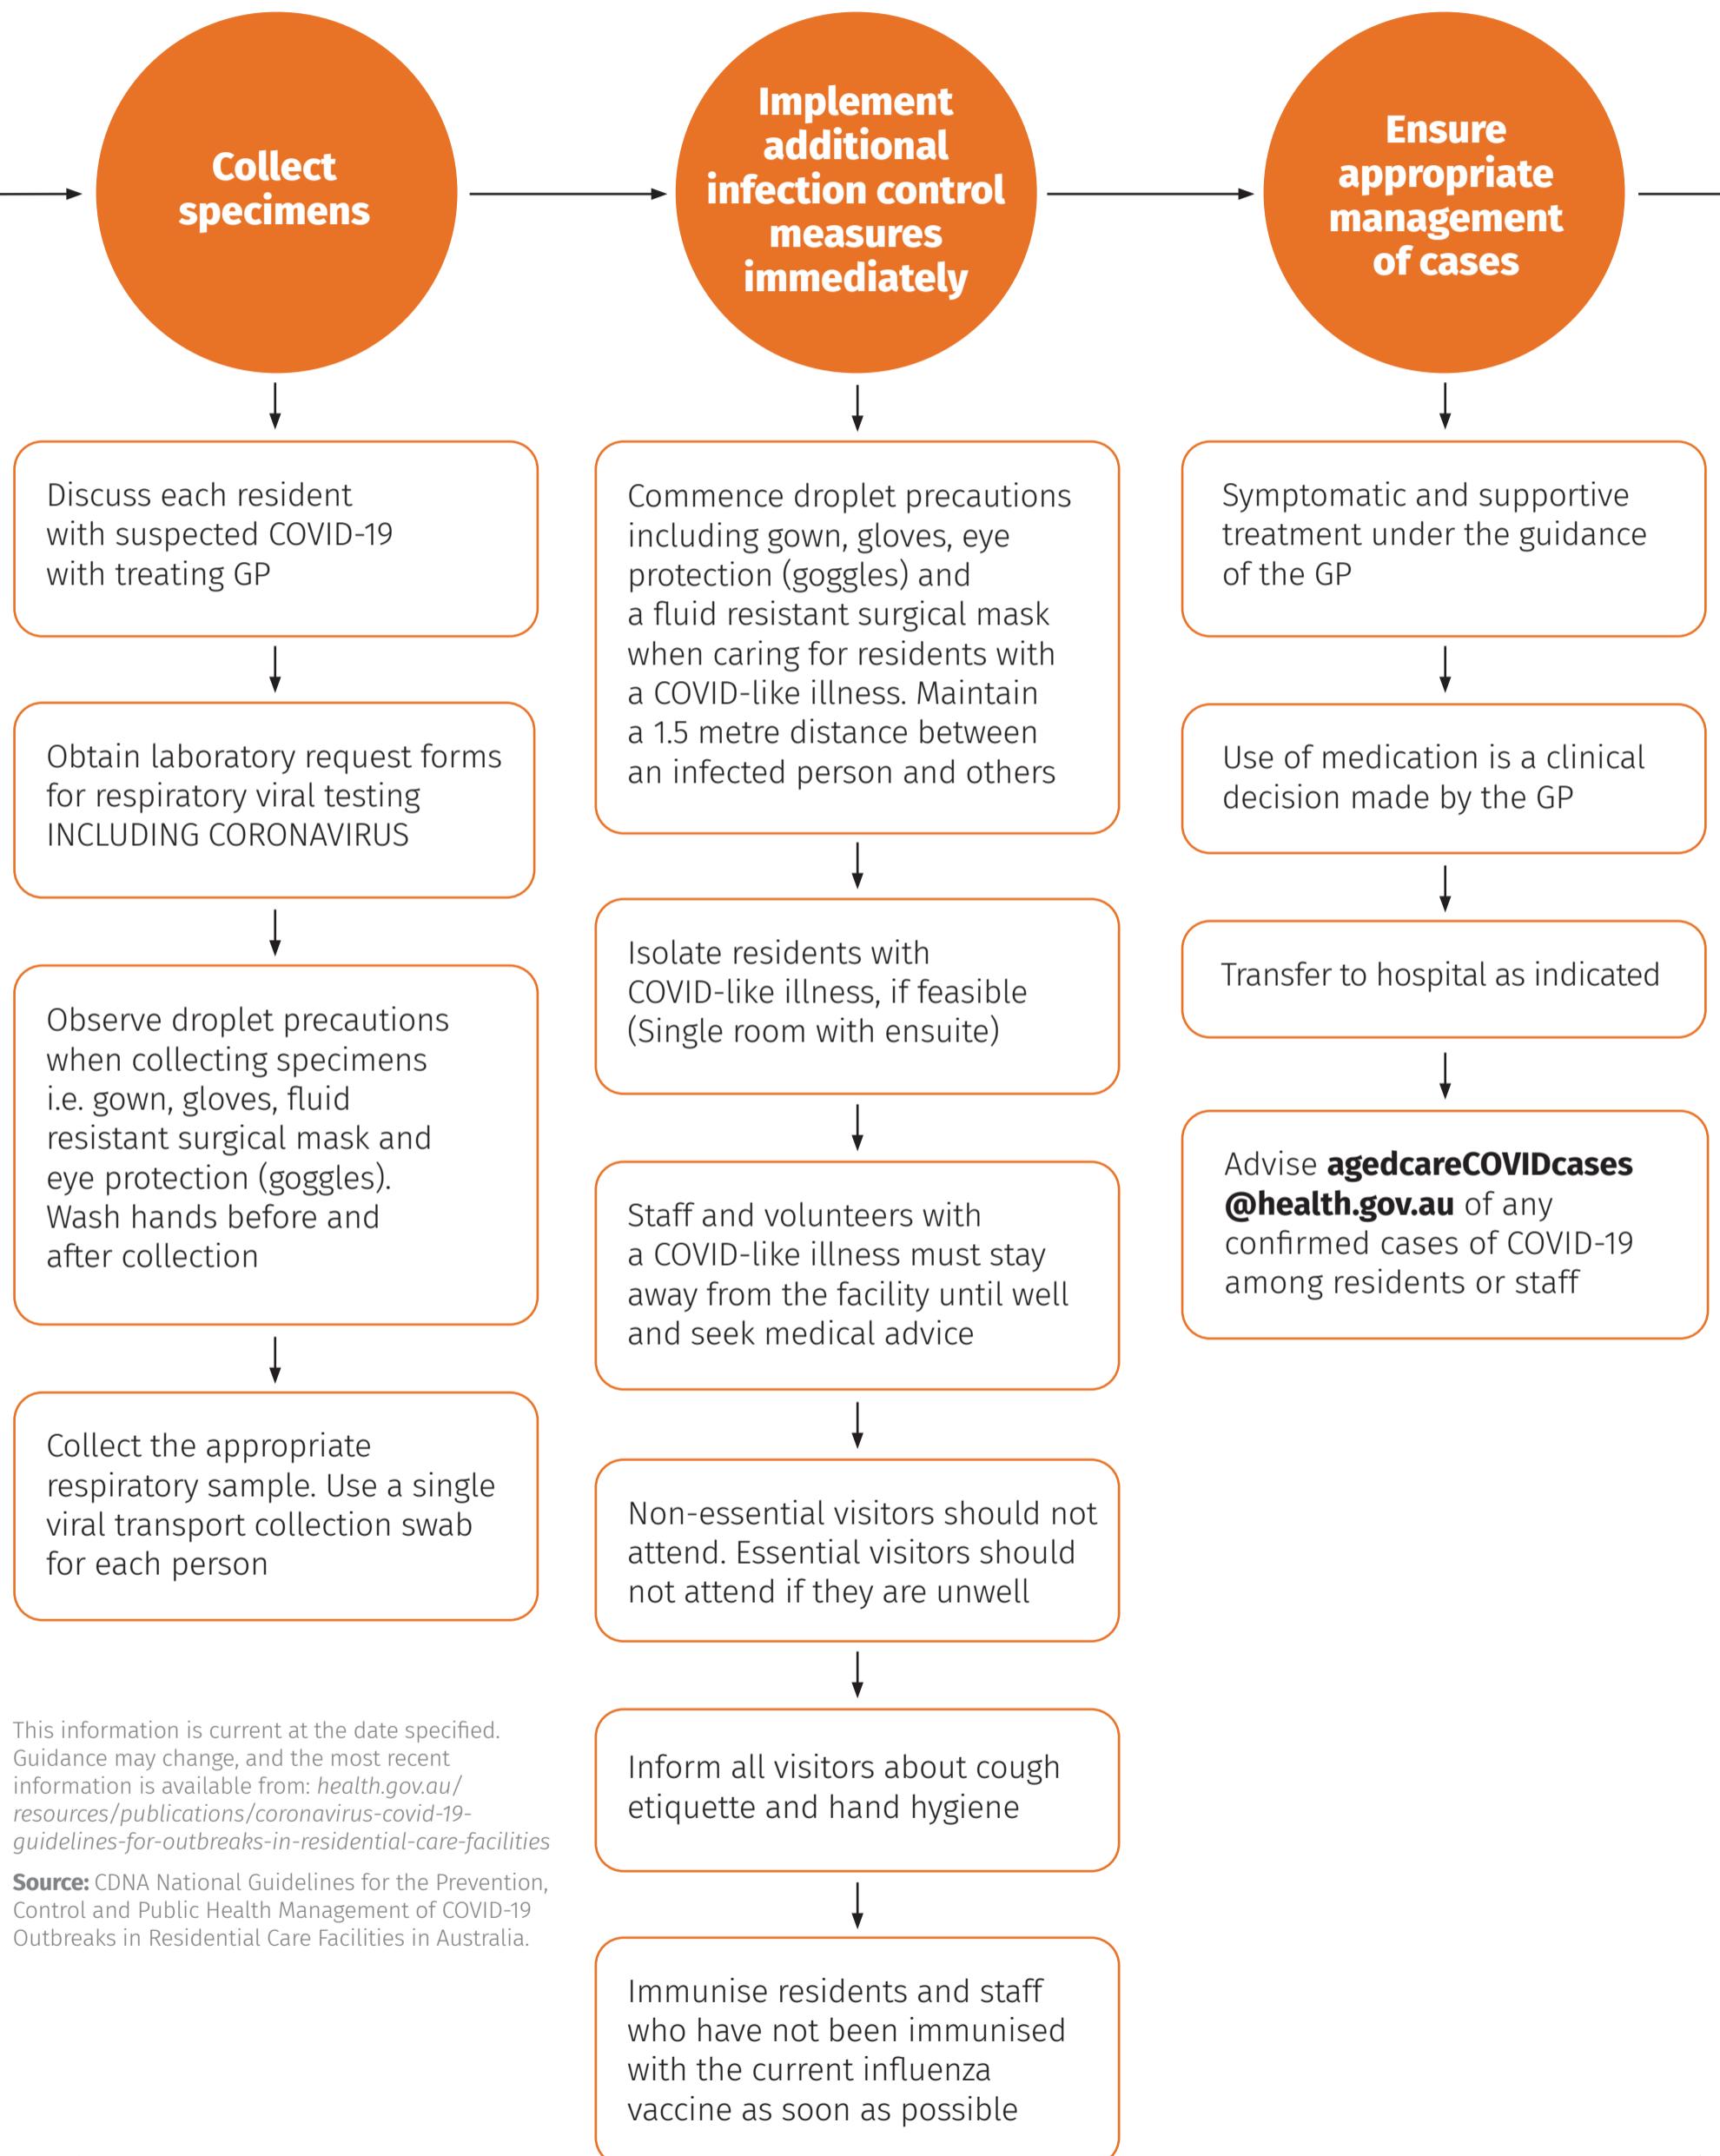 Collect
specimens
Discuss each resident
with suspected COVID-19
with treating GP
Obtain laboratory request forms
for respiratory viral testing
INCLUDING CORONAVIRUS
Observe droplet precautions
when collecting specimens
i.e. gown, gloves, fluid
resistant surgical mask and
eye protection (goggles).
Wash hands before and
after collection
Collect the appropriate
respiratory sample. Use a single
viral transport collection swab
for each person
This information is current at the date specified.
Guidance may change, and the most recent
information is available from: health.gov.au/
resources/publications/coronavirus-covid-19-
guidelines-for-outbreaks-in-residential-care-facilities
Source: CDNA National Guidelines for the Prevention,
Control and Public Health Management of COVID-19
Outbreaks in Residential Care Facilities in Australia.
Implement
additional
infection control
measures
immediately
Commence droplet precautions
including gown, gloves, eye
protection (goggles) and
a fluid resistant surgical mask
when caring for residents with
a COVID-like illness. Maintain
a 1.5 metre distance between
an infected person and others
Isolate residents with
COVID-like illness, if feasible
(Single room with ensuite)
Staff and volunteers with
a COVID-like illness must stay
away from the facility until well
and seek medical advice
Non-essential visitors should not
attend. Essential visitors should
not attend if they are unwell
Inform all visitors about cough
etiquette and hand hygiene
Immunise residents and staff
who have not been immunised
with the current influenza
vaccine as soon as possible
Ensure
appropriate
management
of cases
Symptomatic and supportive
treatment under the guidance
of the GP
Use of medication is a clinical
decision made by the GP
Transfer to hospital as indicated
Advise agedcareCOVIDcases
@health.gov.au of any
confirmed cases of COVID-19
among residents or staff